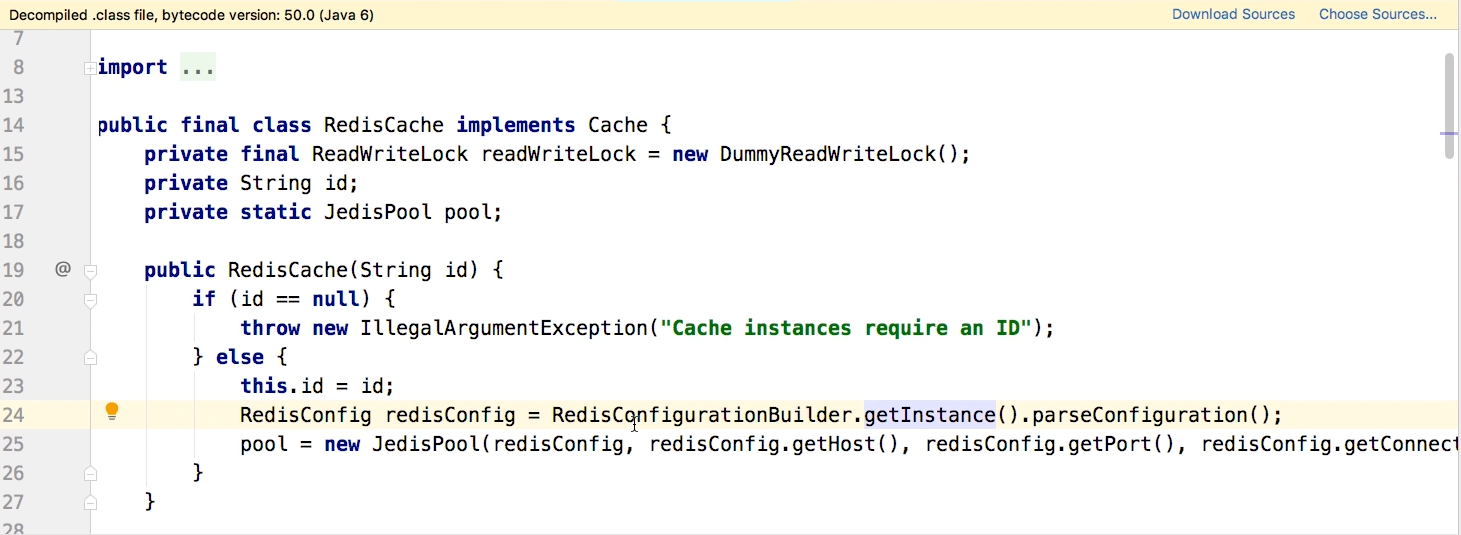 Decompiled .class file, bytecode version: 50.0 (Java 6) Download Sources Choose Sources...
7
8 import ...
13
14 public final class RedisCache implements Cache {
15 private final ReadWriteLock readWriteLock = new DummyReadWriteLock();
16 private String id;
17 private static JedisPool pool;
18
19 @ public RedisCache(String id) {
20 if (id == null) {
21 throw new IllegalArgumentException("Cache instances require an ID");
22 } else {
23 this.id = id;
24 RedisConfig redisConfig = RedisConfigurationBuilder.getInstance().parseConfiguration();
25 pool = new JedisPool(redisConfig, redisConfig.getHost(), redisConfig.getPort(), redisConfig.getConnect
26 }
27 }
28